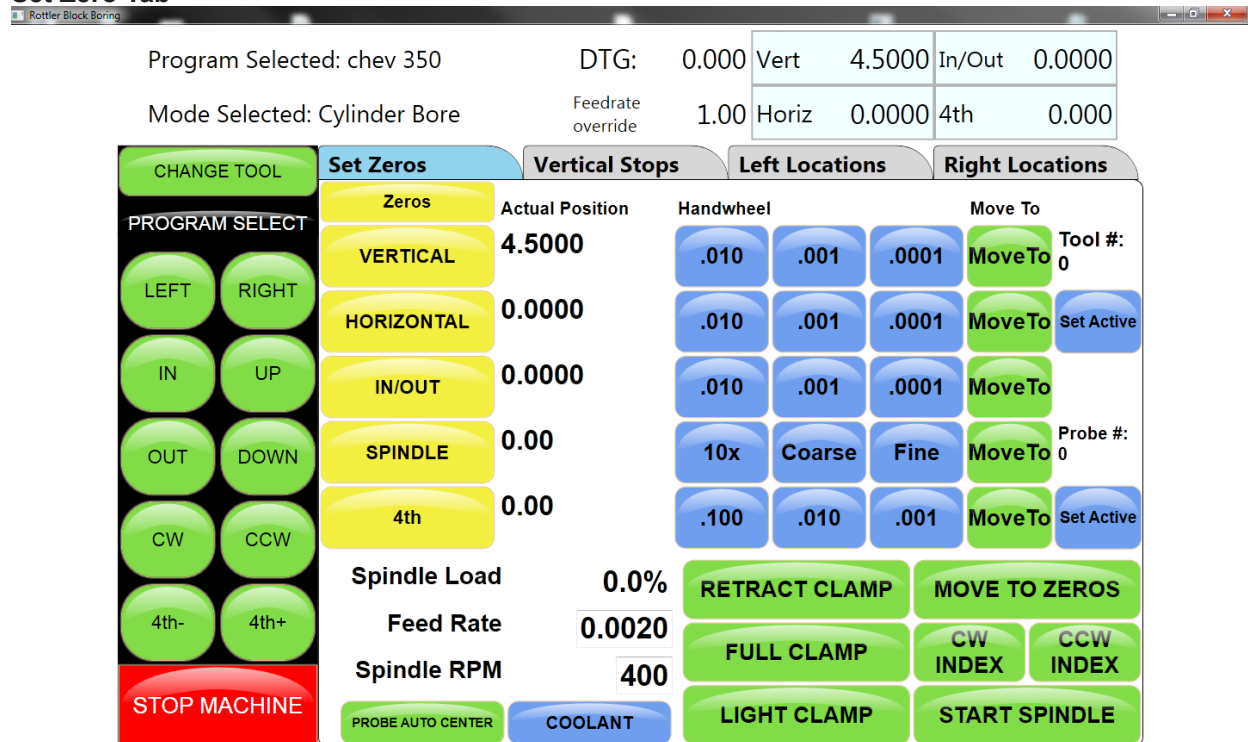 Set Zero Tab
Rottler Block Boring
Program Selected: chev 350
DTG: 0.000
Vert 4.5000
In/Out 0.0000
Mode Selected: Cylinder Bore
Feedrate override 1.00
Horiz 0.0000
4th 0.000
CHANGE TOOL
PROGRAM SELECT
LEFT RIGHT
IN UP
OUT DOWN
CW CCW
4th- 4th+
STOP MACHINE
Set Zeros Vertical Stops Left Locations Right Locations
Zeros Actual Position Handwheel Move To
VERTICAL 4.5000 .010 .001 .0001 MoveTo Tool #: 0
HORIZONTAL 0.0000 .010 .001 .0001 MoveTo Set Active
IN/OUT 0.0000 .010 .001 .0001 MoveTo
SPINDLE 0.00 10x Coarse Fine MoveTo Probe #: 0
4th 0.00 .100 .010 .001 MoveTo Set Active
Spindle Load 0.0%
Feed Rate 0.0020
Spindle RPM 400
PROBE AUTO CENTER COOLANT
RETRACT CLAMP MOVE TO ZEROS
FULL CLAMP CW INDEX CCW INDEX
LIGHT CLAMP START SPINDLE